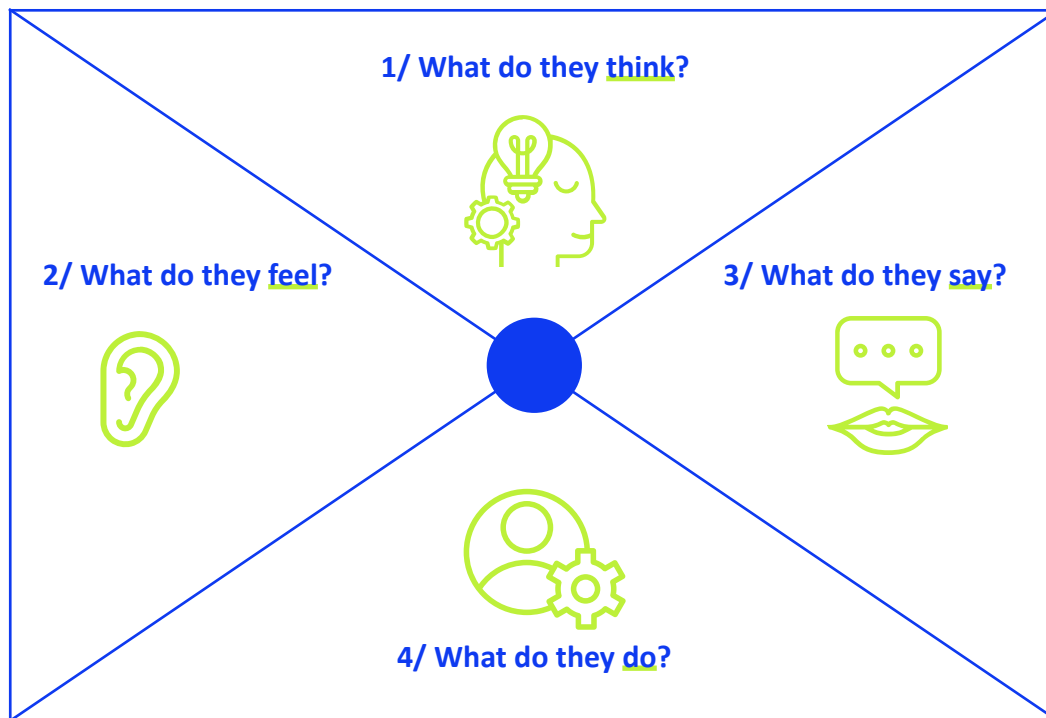 1/ What do they think?
2/ What do they feel?
3/ What do they say?
4/ What do they do?